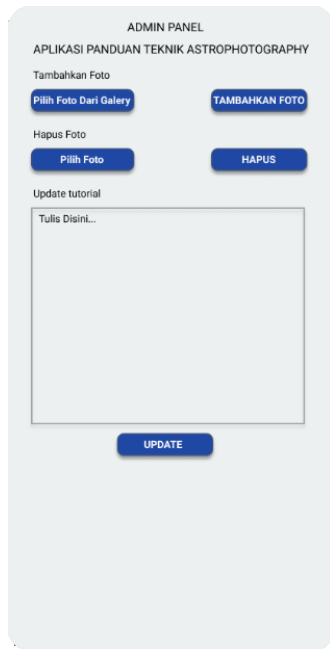 ADMIN PANEL
APLIKASI PANDUAN TEKNIK ASTROPHOTOGRAPHY
Tambahkan Foto
Pilih Foto Dari Galery
TAMBAHKAN FOTO
Hapus Foto
Pilih Foto
HAPUS
Update tutorial
Tulis Disini...
UPDATE